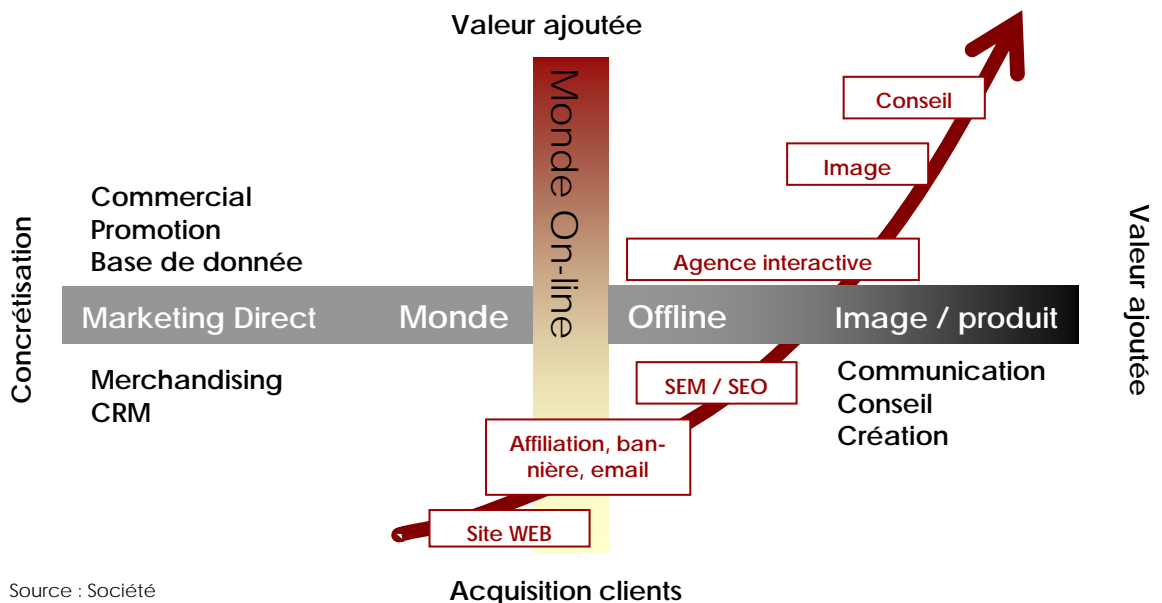 Valeur ajoutée
Monde On-line
Conseil
Image
Commercial
Promotion
Base de donnée
Agence interactive
Concrétisation
Valeur ajoutée
Marketing Direct
Monde
Offline
Image / produit
Merchandising
CRM
SEM / SEO
Communication
Conseil
Création
Affiliation, ban-
nière, email
Site WEB
Source : Société
Acquisition clients